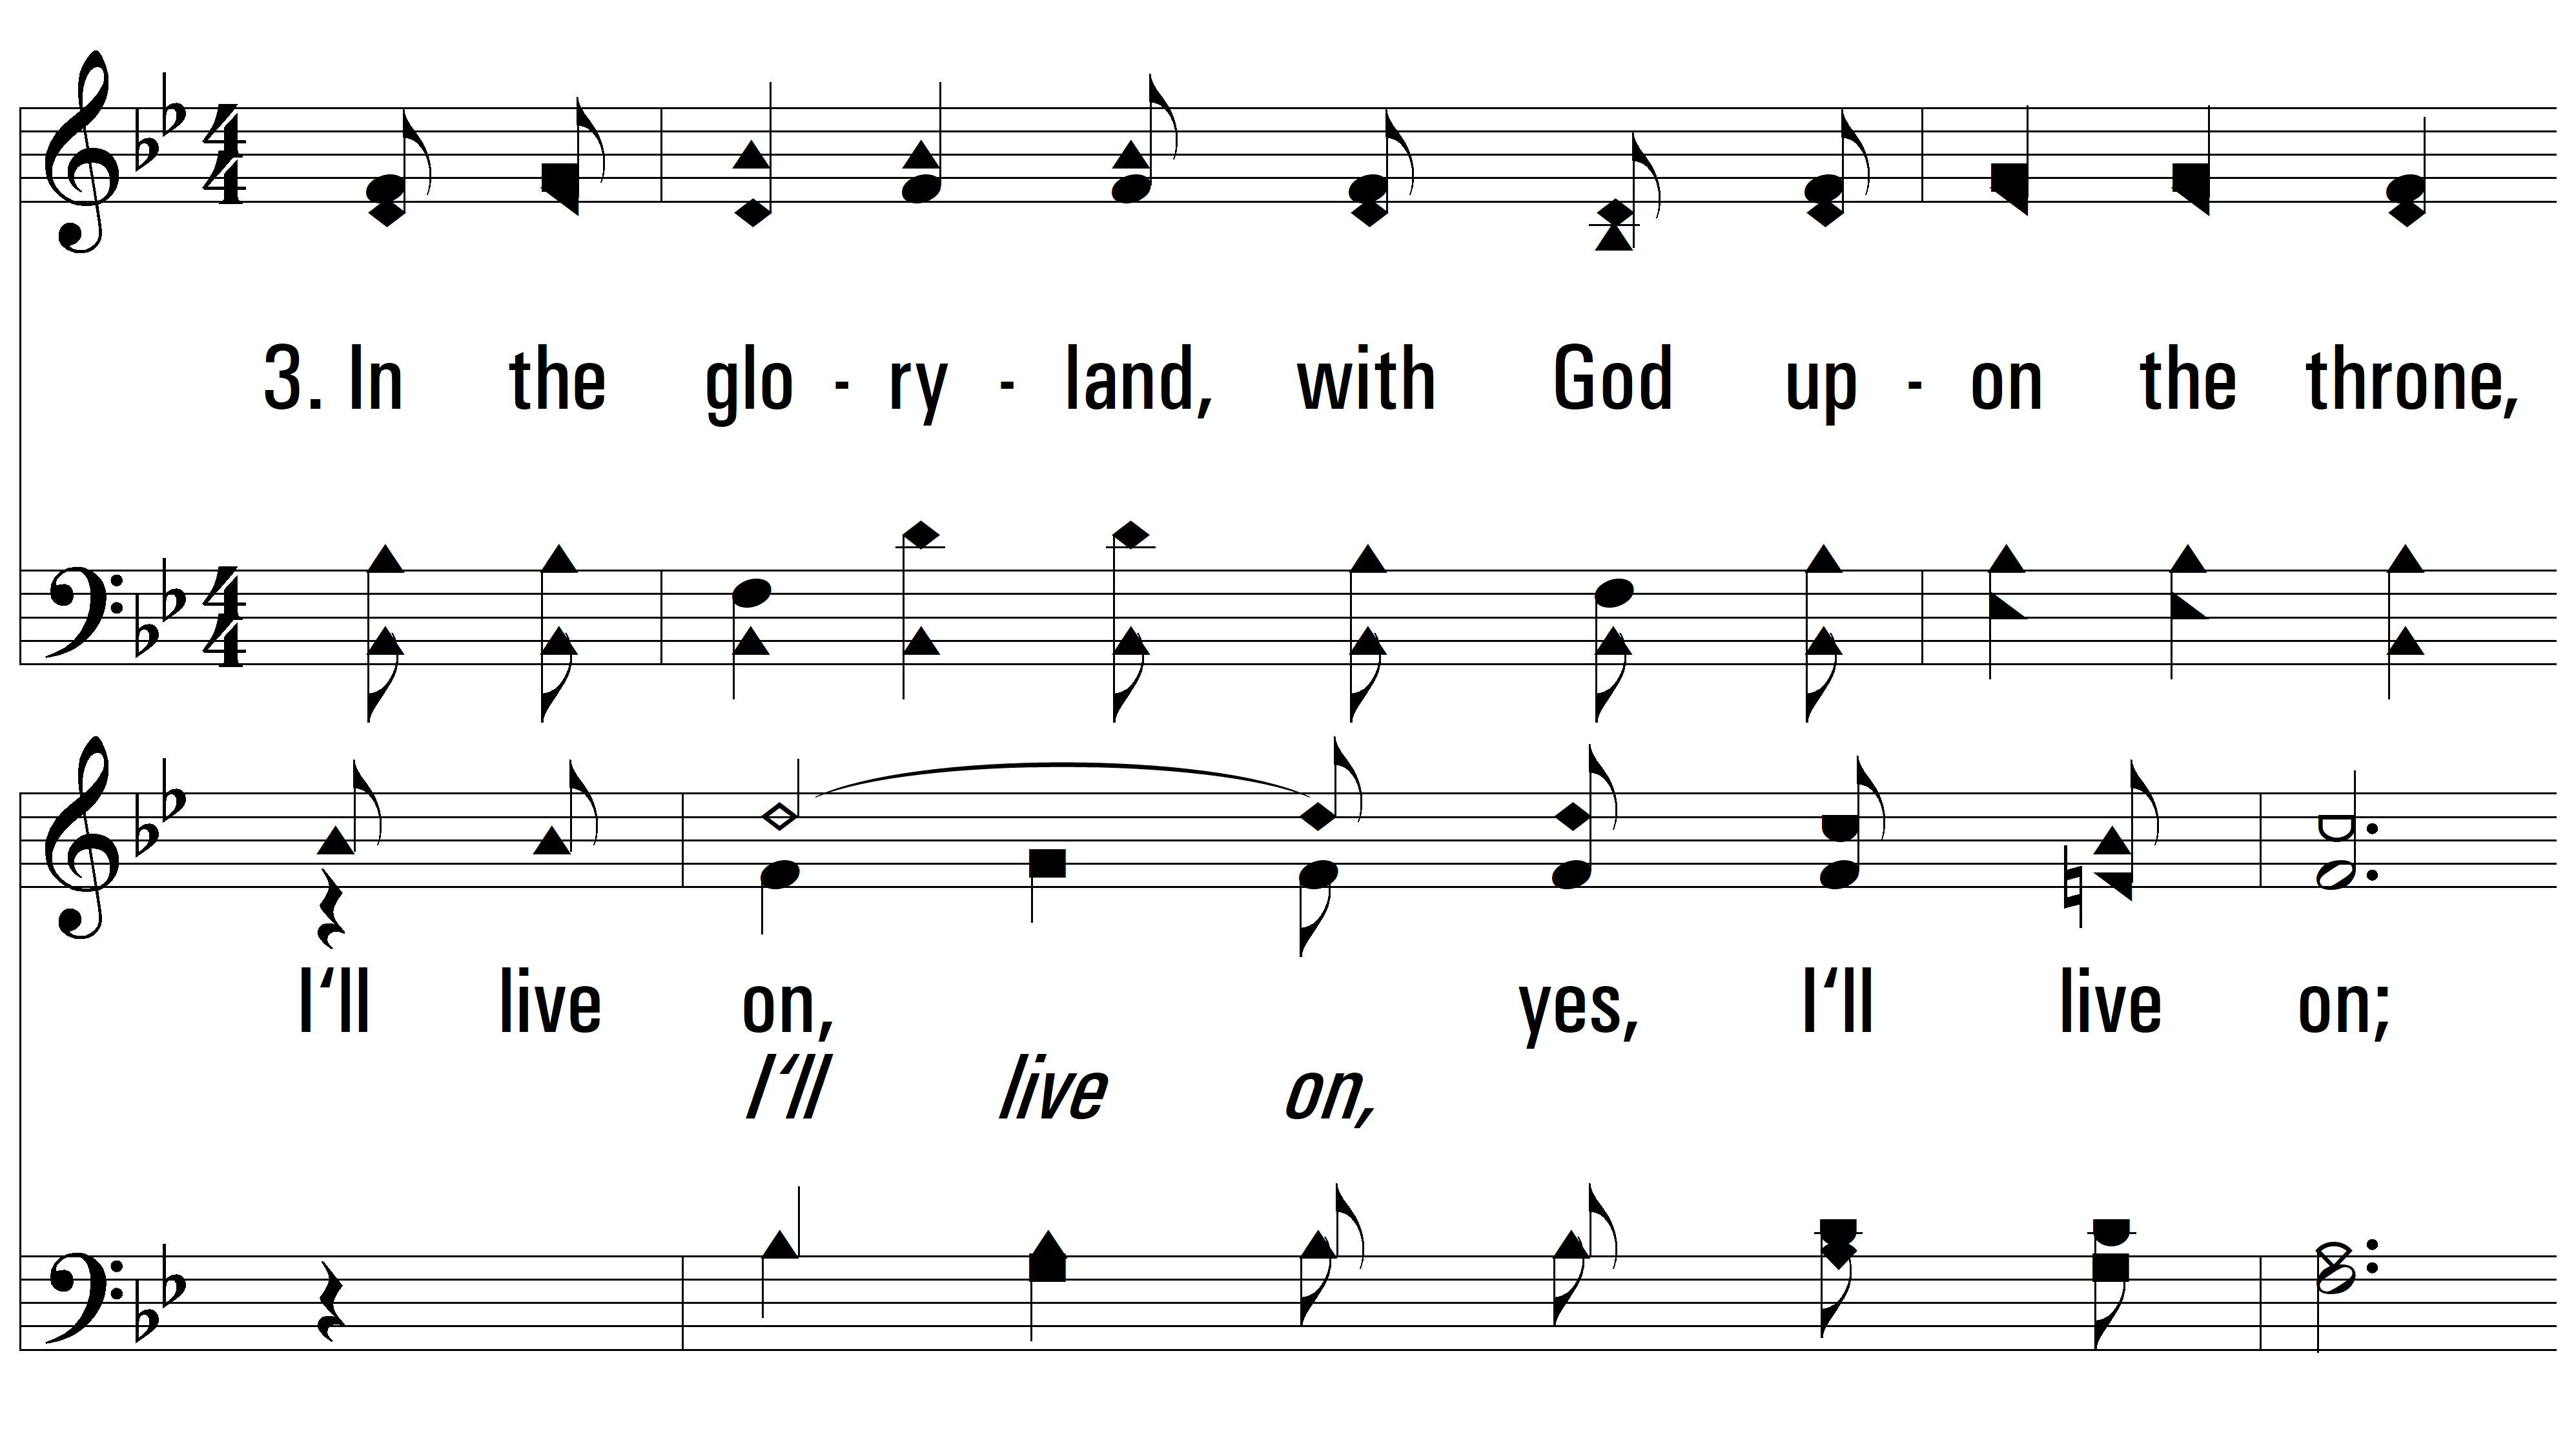 3. In the glo - ry - land, with God up - on the throne,
I‘ll live on, yes, I‘ll live on;
I‘ll live on,